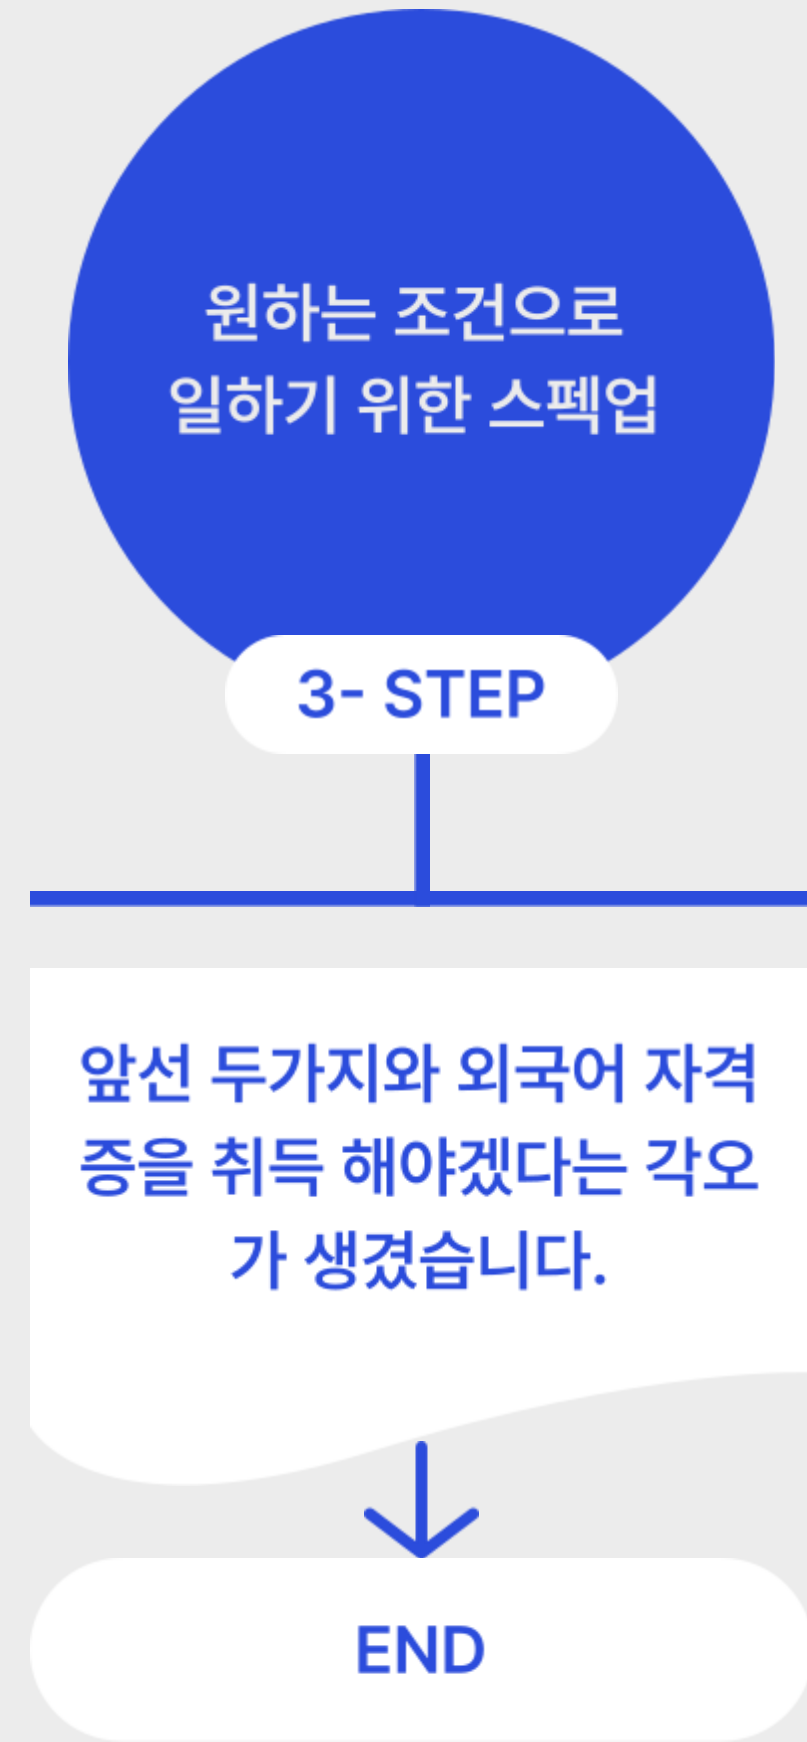 원하는 조건으로
일하기 위한 스펙업
3- STEP
앞선 두가지와 외국어 자격
증을 취득 해야겠다는 각오
가 생겼습니다.
END